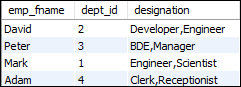 emp_fname dept_id designation
David 2 Developer,Engineer
Peter 3 BDE,Manager
Mark 1 Engineer,Scientist
Adam 4 Clerk,Receptionist